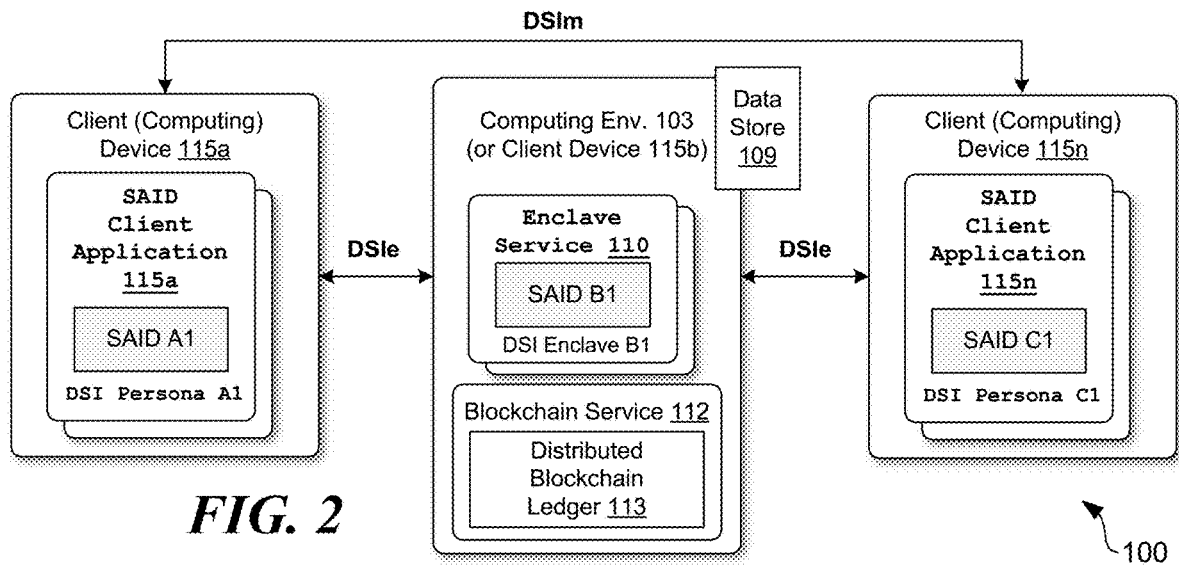 DSIm
Client (Computing)
Device 115a
SAID
Client
Application
115a
SAID A1
DSI Persona A1
DSIe
Computing Env. 103
(or Client Device 115b)
Data
Store
109
Enclave
Service 110
SAID B1
DSI Enclave B1
Blockchain Service 112
Distributed
Blockchain
Ledger 113
DSIe
Client (Computing)
Device 115n
SAID
Client
Application
115n
SAID C1
DSI Persona C1
FIG. 2
100